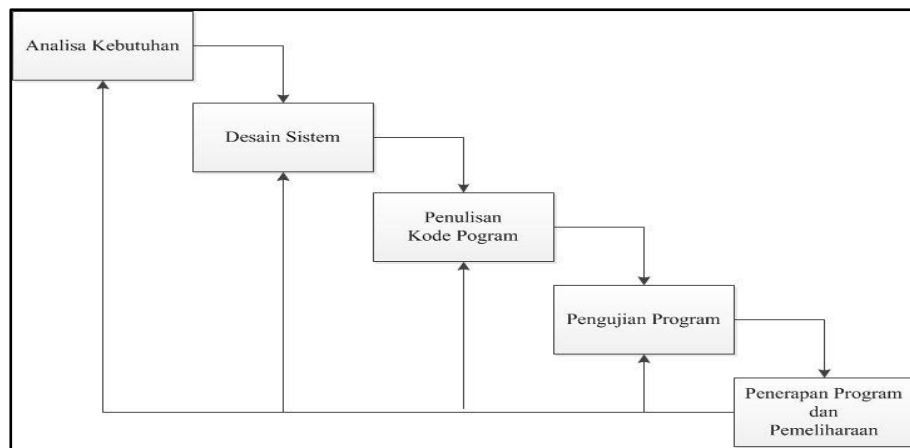 Analisa Kebutuhan
Desain Sistem
Penulisan
Kode Pogram
Pengujian Program
Penerapan Program
dan
Pemeliharaan